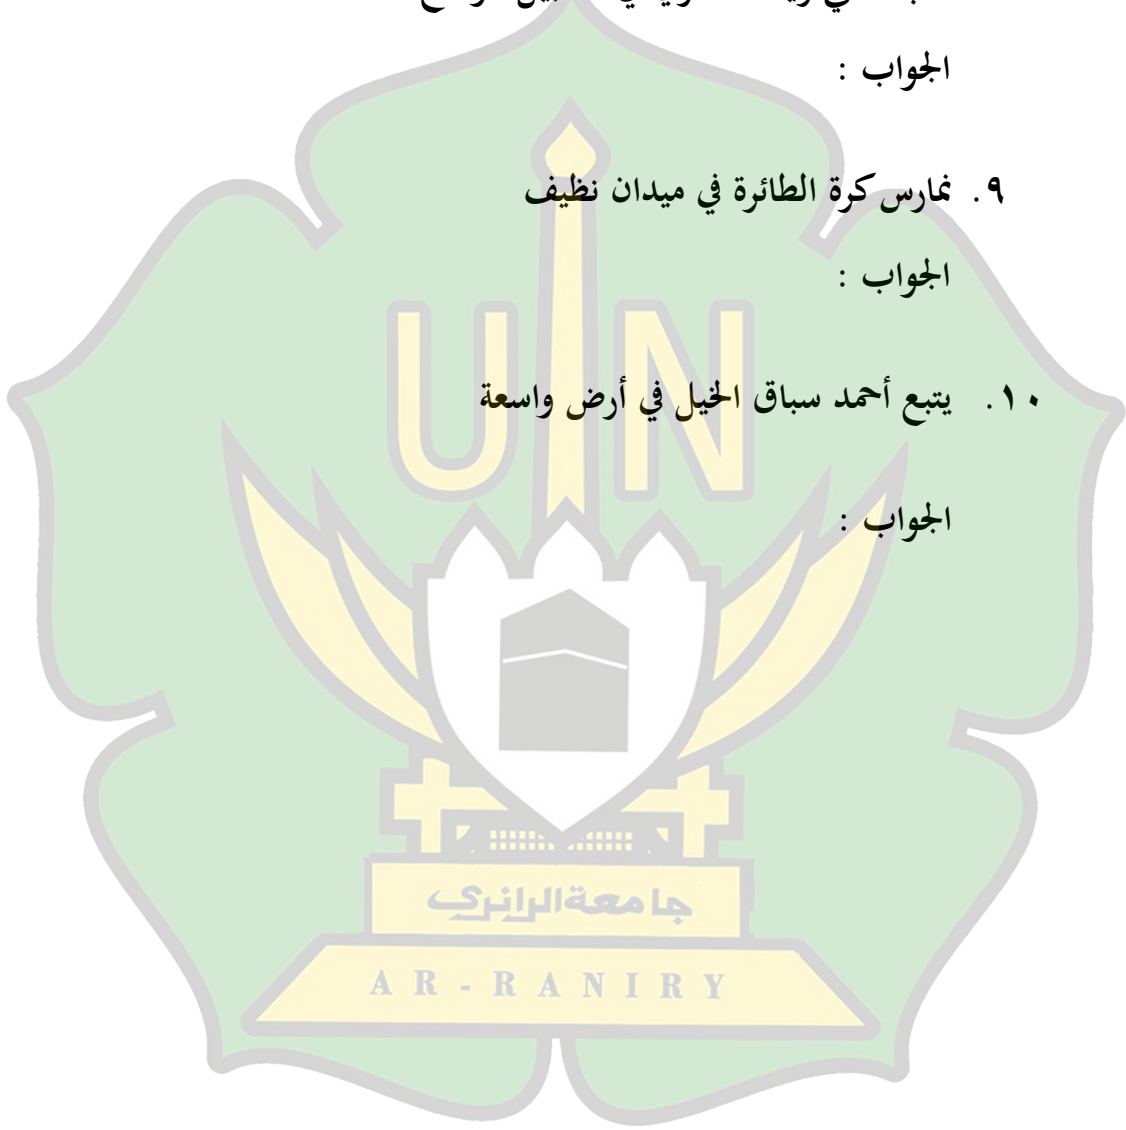 الجواب :
٩. نمارس كرة الطائرة في ميدان نظيف
الجواب :
١٠. يتبع أحمد سباق الخيل في أرض واسعة
الجواب :
UIN
جامعة الرانري
AR-RANIRY